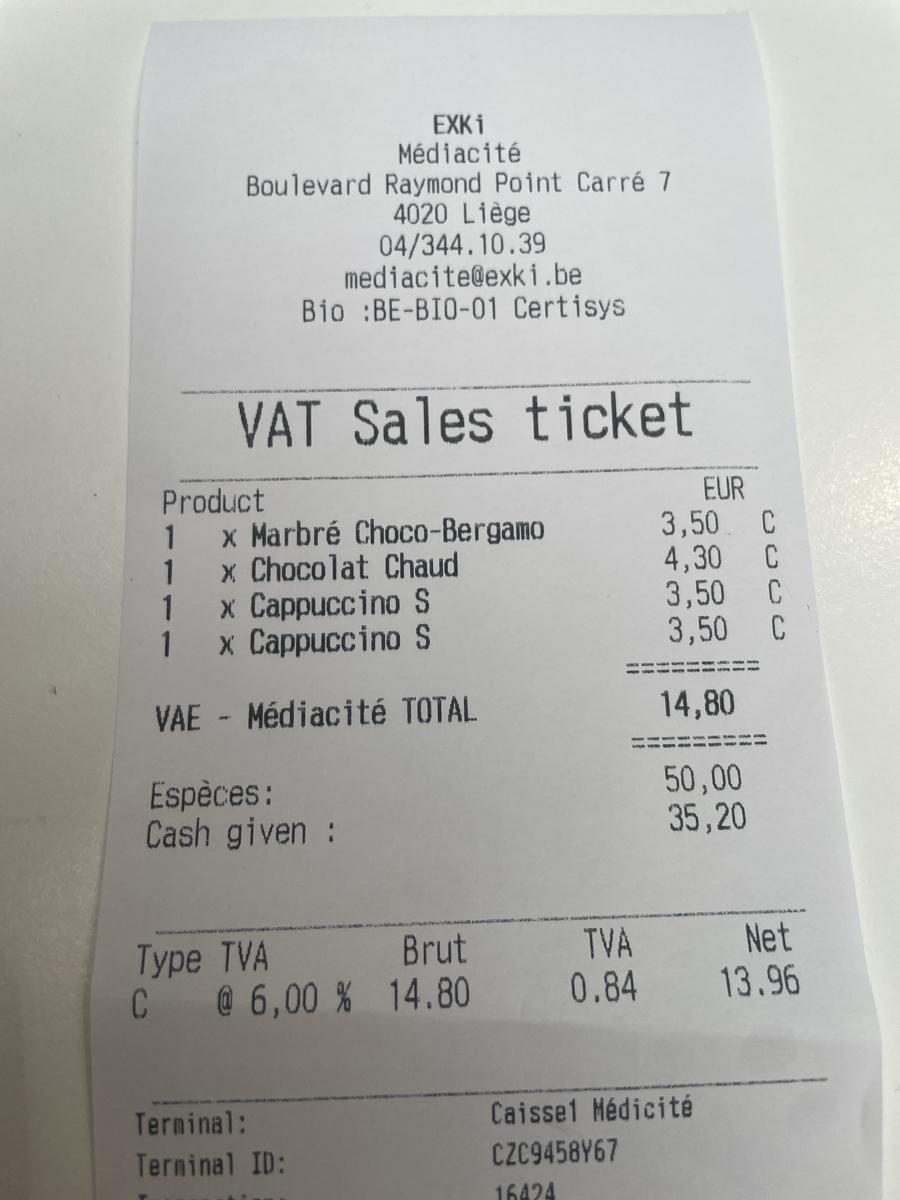 EXKi
Médiacité
Boulevard Raymond Point Carré 7
4020 Liège
04/344.10.39
mediacite@exki.be
Bio :BE-BIO-01 Certisys
VAT Sales ticket
Product EUR
1 x Marbré Choco-Bergamo 3,50 C
1 x Chocolat Chaud 4,30 C
1 x Cappuccino S 3,50 C
1 x Cappuccino S 3,50 C
========
VAE - Médiacité TOTAL 14,80
========
Espèces: 50,00
Cash given : 35,20
Type TVA Brut TVA Net
C @ 6,00 % 14.80 0.84 13.96
Terminal: Caisse1 Médicité
Terminal ID: CZC9458Y67
16424